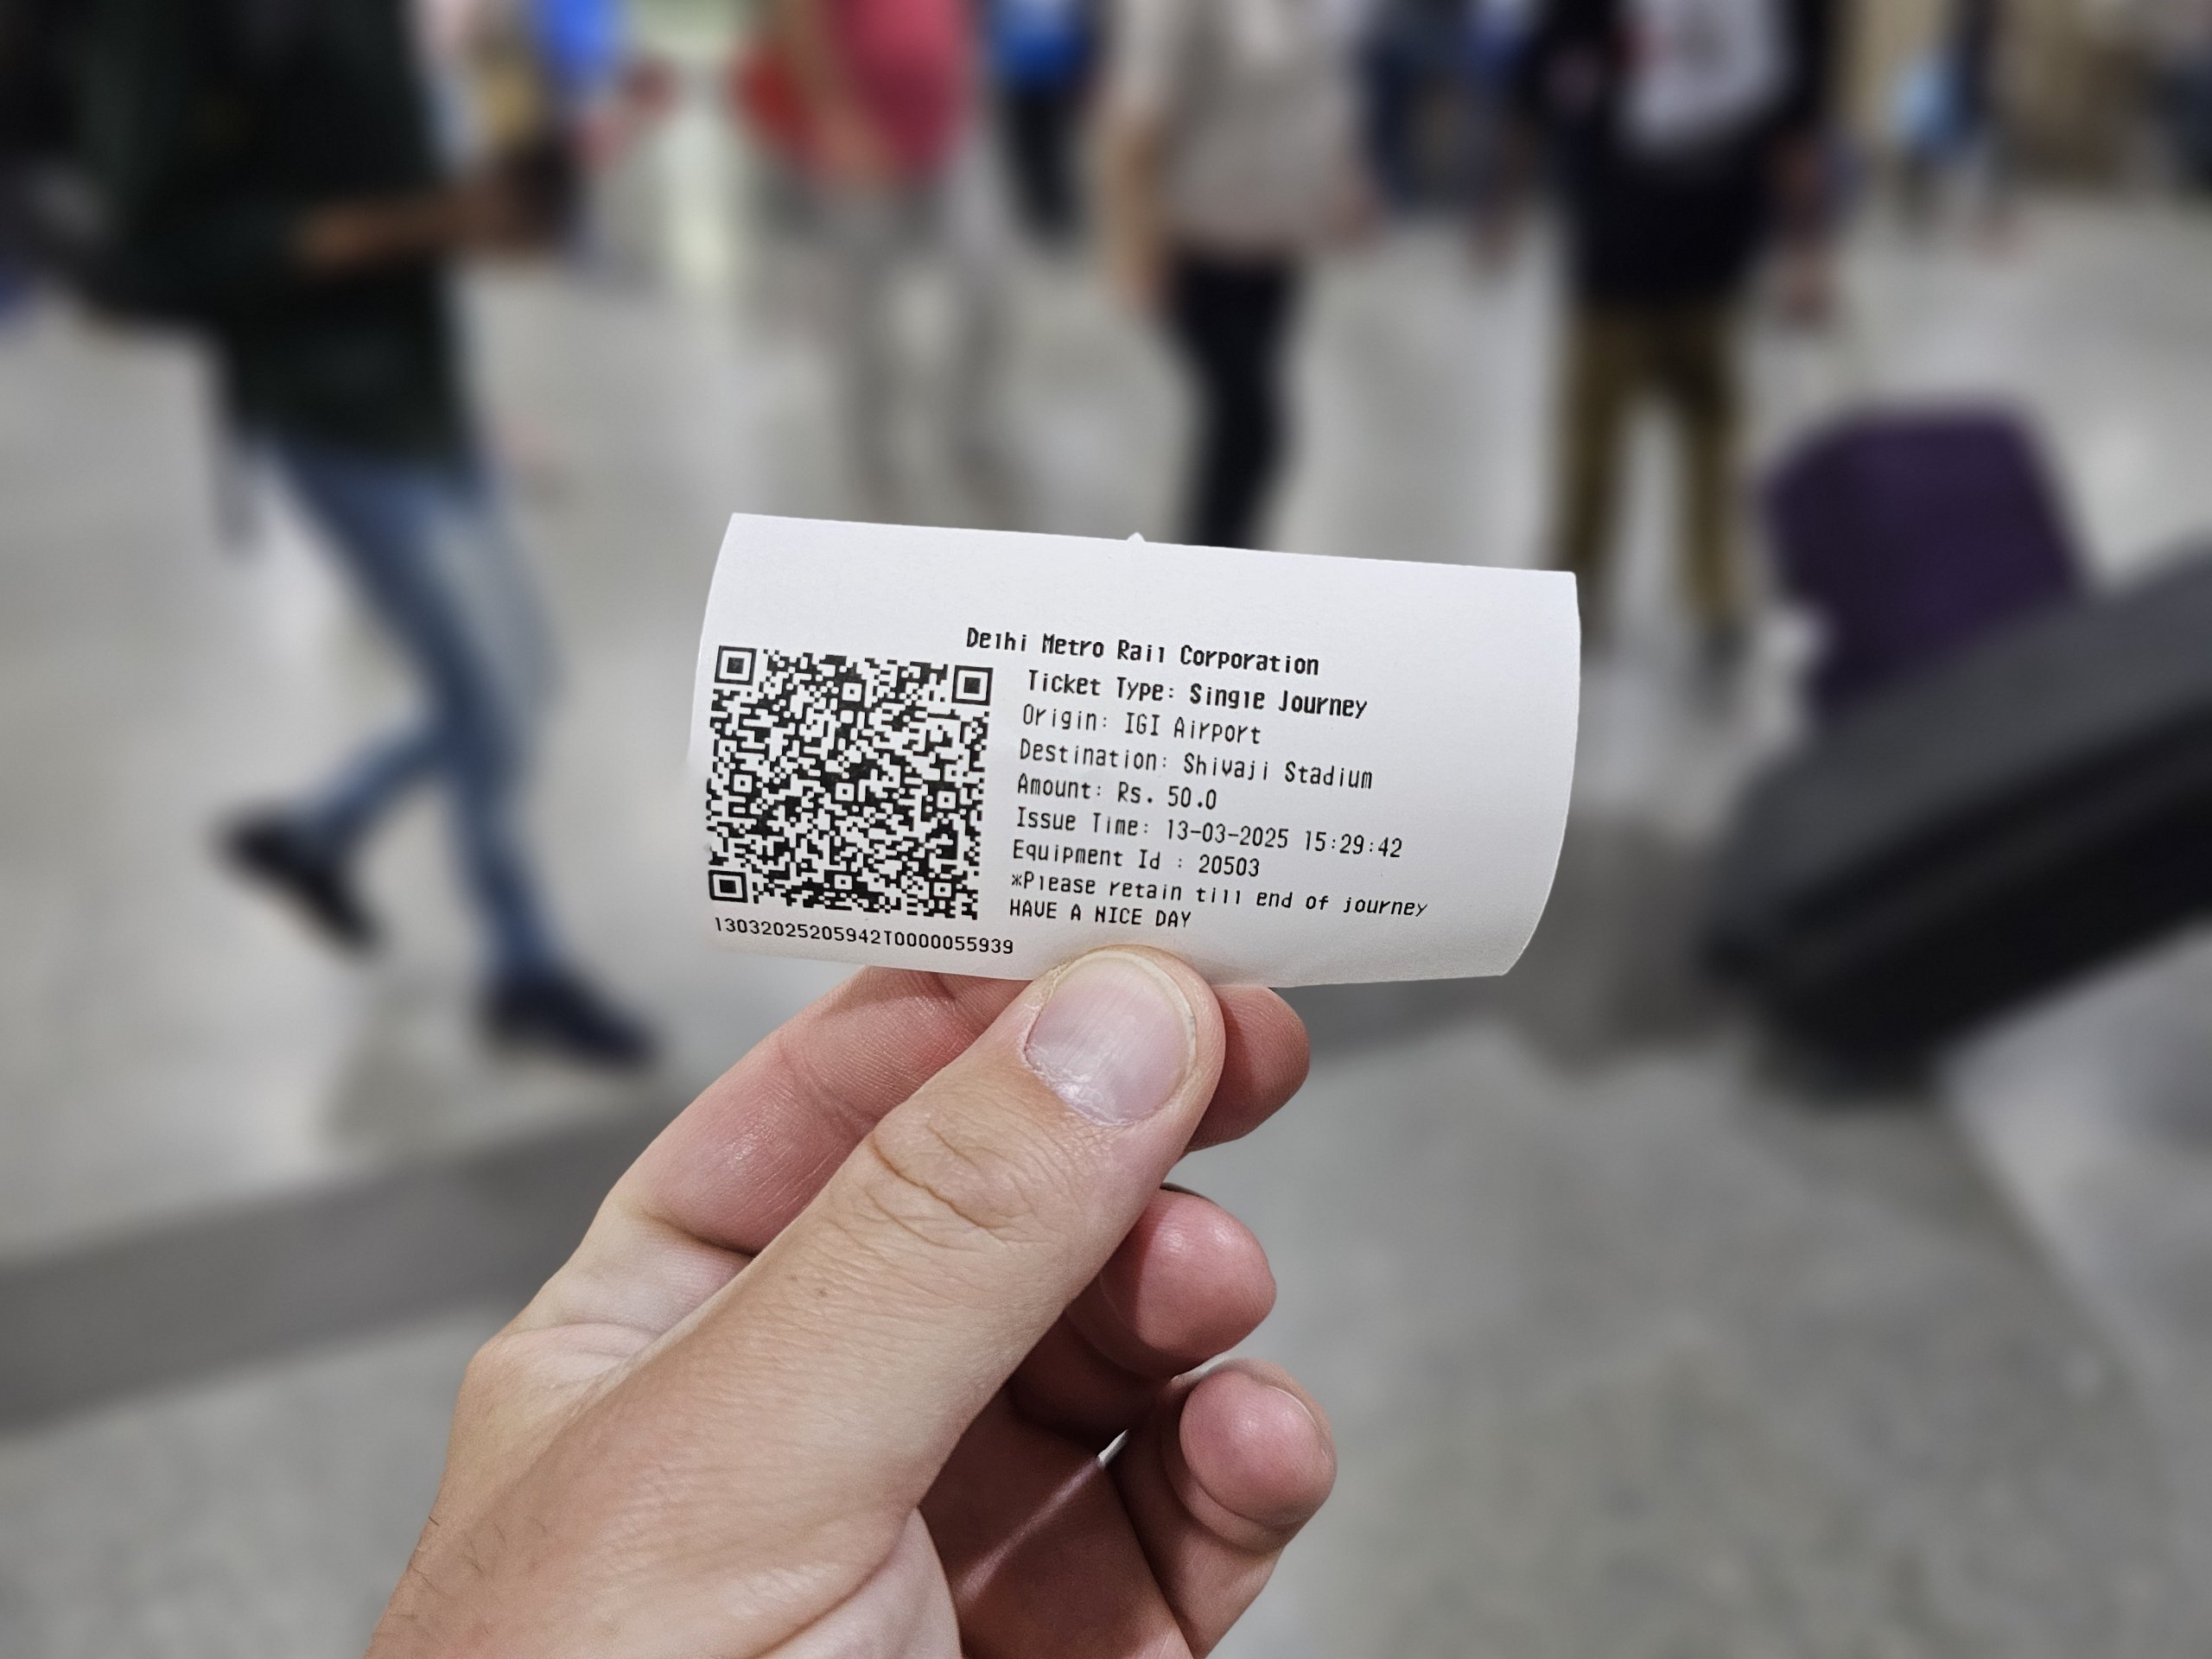 Delhi Metro Rail Corporation
Ticket Type: Single Journey
Origin: IGI Airport
Destination: Shivaji Stadium
Amount: Rs. 50.0
Issue Time: 13-03-2025 15:29:42
Equipment Id : 20503
*Please retain till end of journey
HAVE A NICE DAY
13032025205942T0000055939